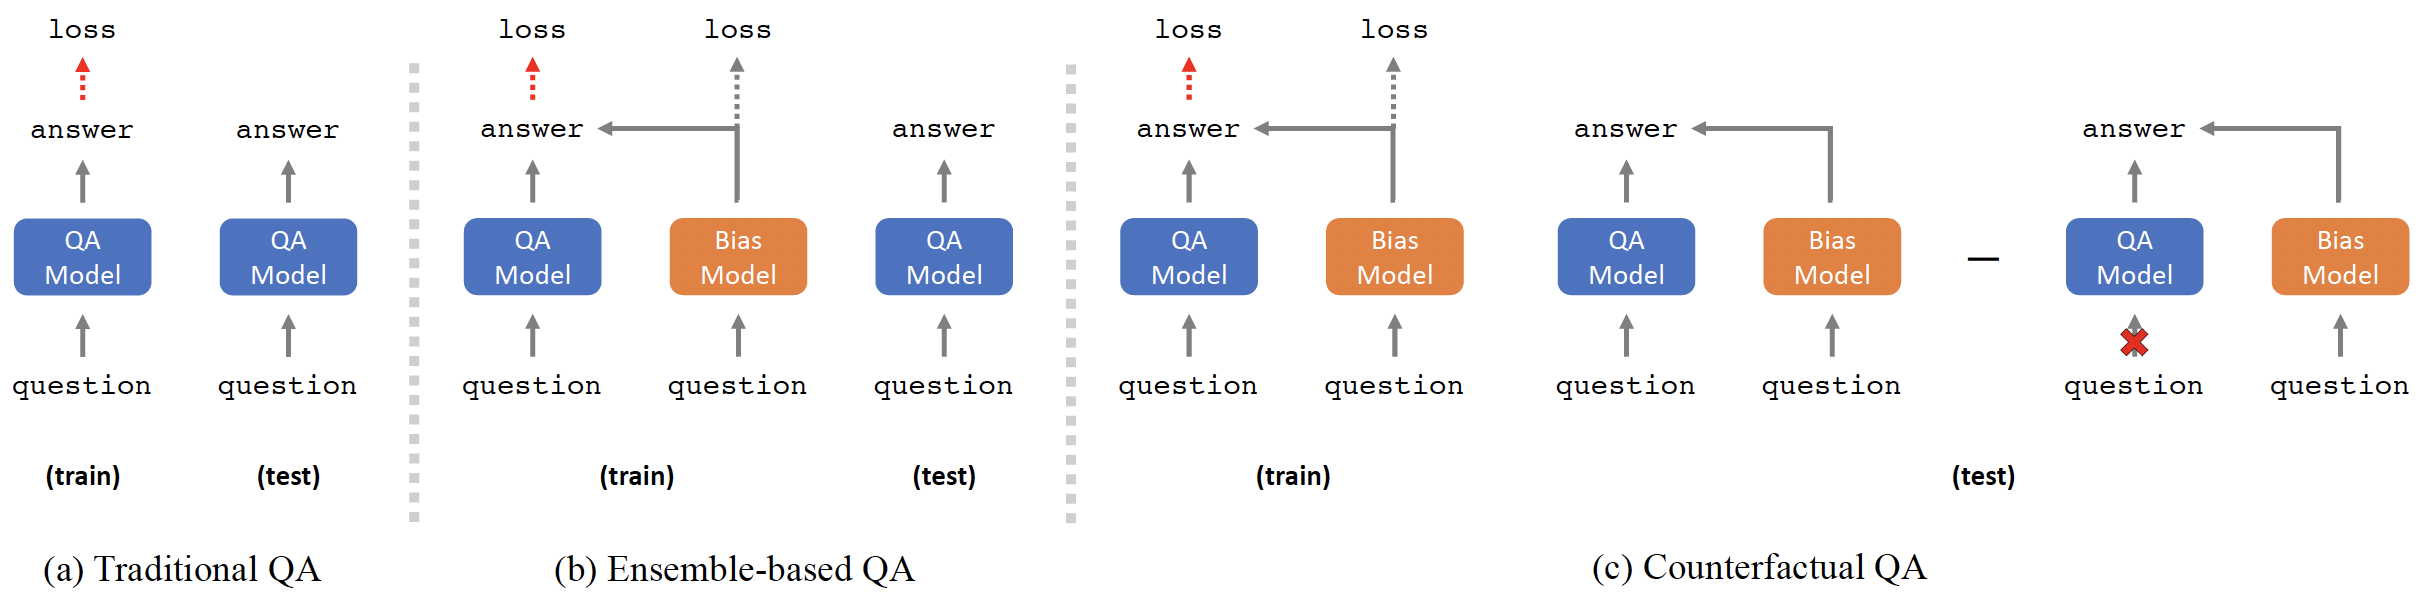 loss loss loss loss loss
answer answer answer answer answer answer answer
QA Model QA Model QA Model Bias Model QA Model QA Model Bias Model QA Model Bias Model — QA Model Bias Model
question question question question question question question question question question question
(train) (test) (train) (test) (train) (test)
(a) Traditional QA (b) Ensemble-based QA (c) Counterfactual QA